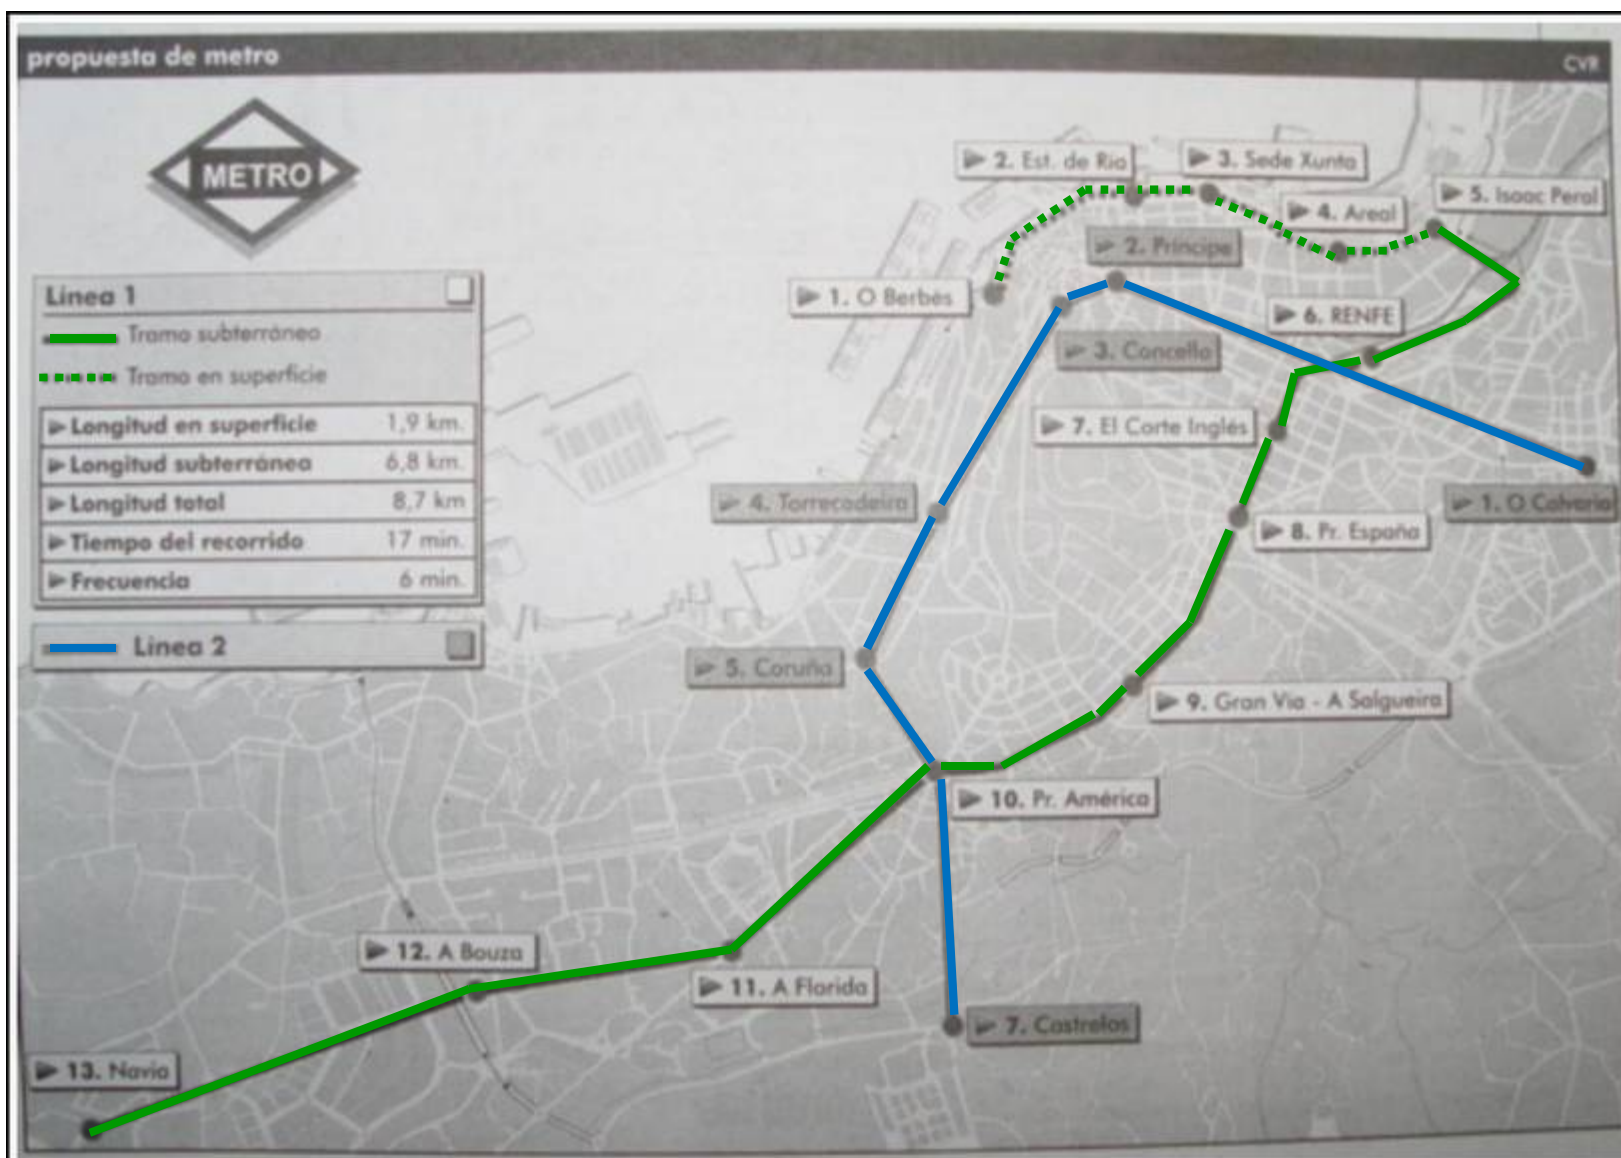 propuesta de metro
CVR
METRO
Linea 1
Tramo subterráneo
Tramo en superficie
Longitud en superficie 1,9 km.
Longitud subterránea 6,8 km.
Longitud total 8,7 km
Tiempo del recorrido 17 min.
Frecuencia 6 min.
Linea 2
2. Est. de Ria
3. Sede Xunta
5. Isaac Peral
4. Areal
2. Príncipe
1. O Berbés
6. RENFE
3. Concello
7. El Corte Inglés
4. Torrecedeira
1. O Calvario
8. Pr. España
5. Coruña
9. Gran Via - A Salgueira
10. Pr. América
12. A Bouza
11. A Florida
7. Castrelos
13. Navia